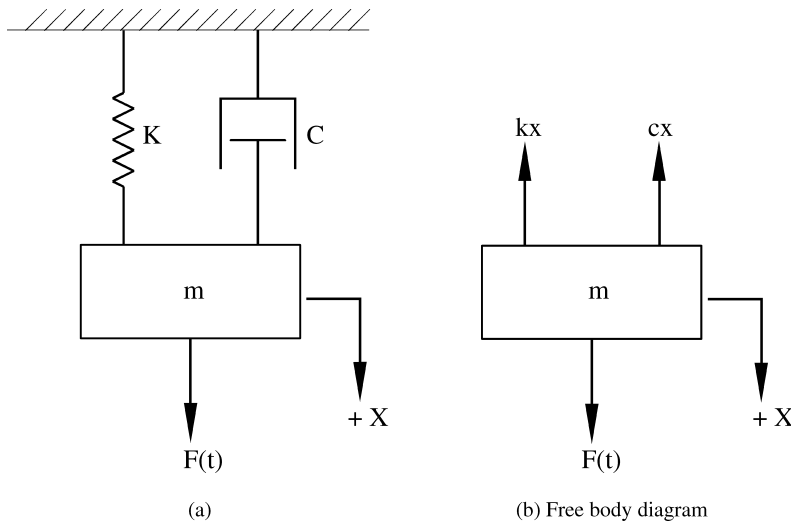 K
C
m
+ X
F(t)
(a)
kx
cx
m
+ X
F(t)
(b) Free body diagram